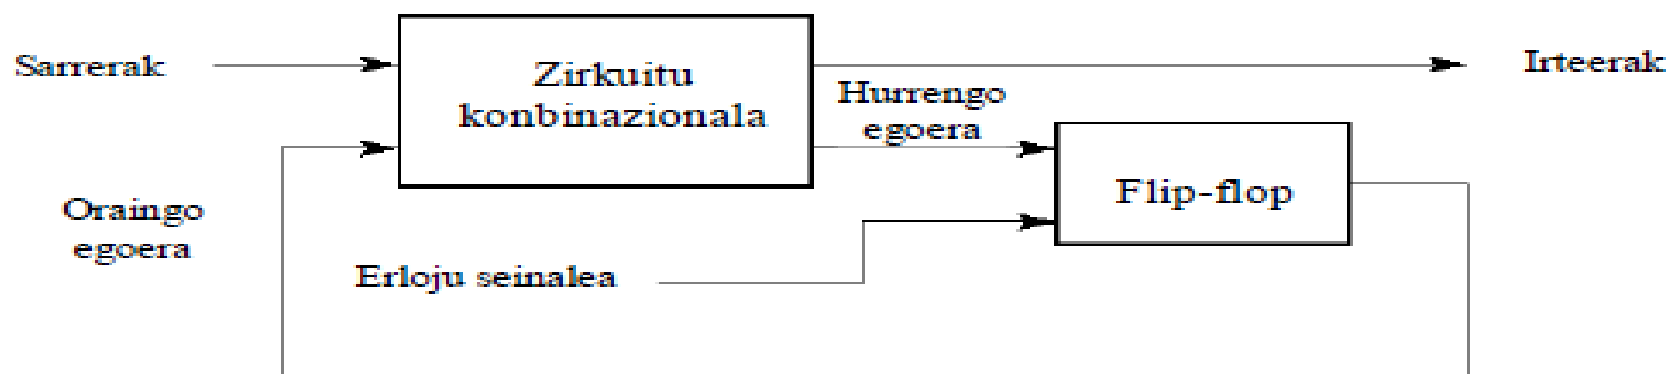 Sarrerak
Zirkuitu
konbinazionala
Irteerak
Hurrengo
egoera
Flip-flop
Oraingo
egoera
Erloju seinalea